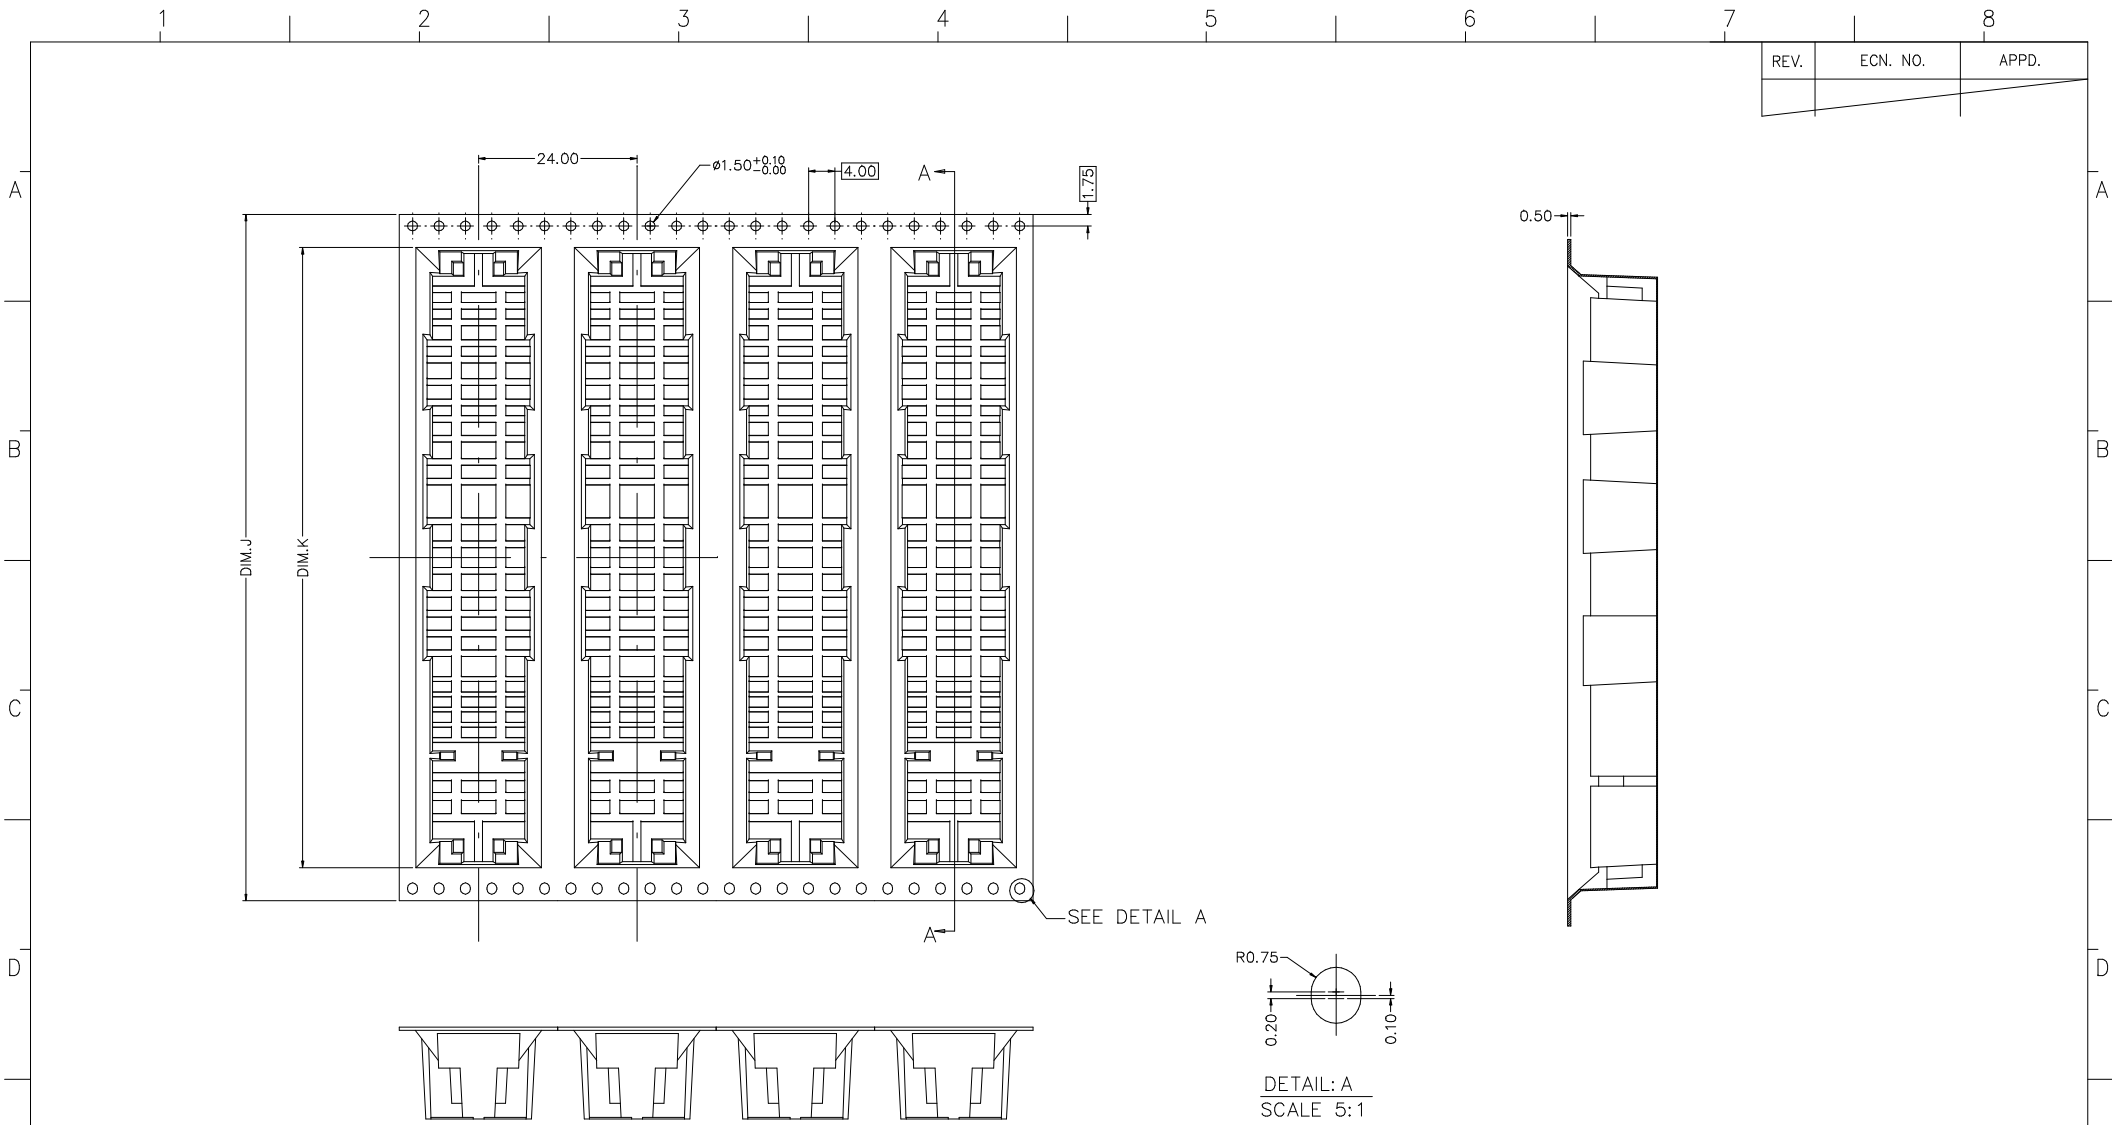 1 2 3 4 5 6 7 8
REV. ECN. NO. APPD.
24.00
ø1.50 +0.10 -0.00
4.00
A
1.75
A A
0.50
B B
DIM.J
DIM.K
C C
SEE DETAIL A
A
D D
R0.75
0.20
0.10
DETAIL: A
SCALE 5:1